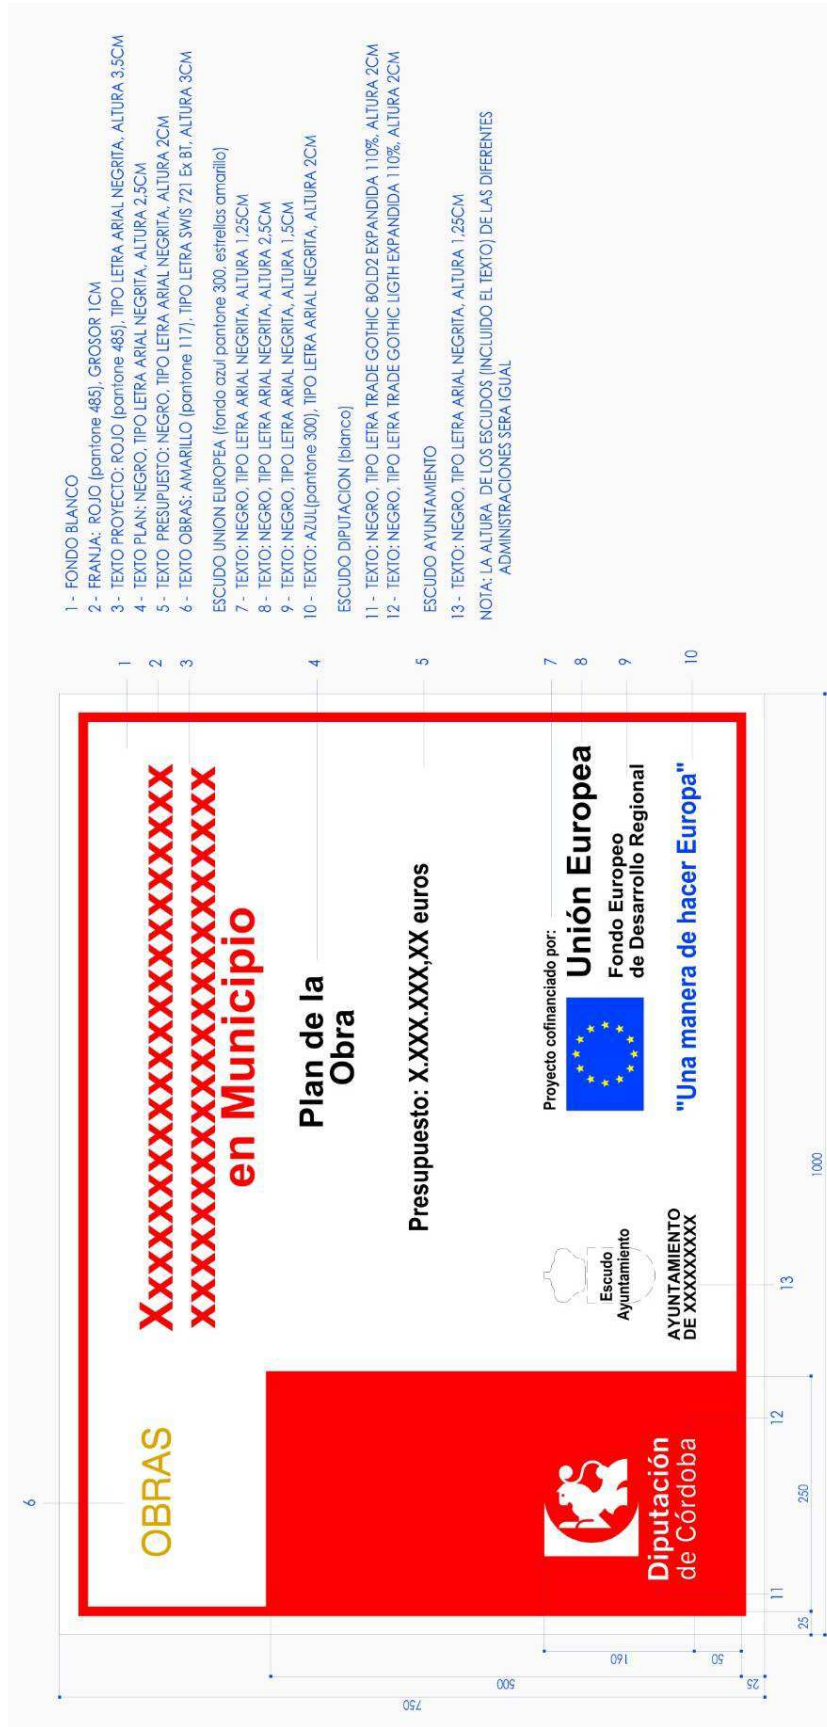 6
OBRAS
Xxxxxxxxxxxxxxxxxxxxxxxxx
xxxxxxxxxxxxxxxxxxxxxxxxx
en Municipio
Plan de la
Obra
Presupuesto: X.XXX.XXX,XX euros
Diputación
de Córdoba
Escudo
Ayuntamiento
AYUNTAMIENTO
DE XXXXXXXXX
Proyecto cofinanciado por:
Unión Europea
Fondo Europeo
de Desarrollo Regional
"Una manera de hacer Europa"
1
2
3
4
5
7
8
9
10
11
12
13
750
500
25
160
50
25
250
1000
1 - FONDO BLANCO
2 - FRANJA: ROJO (pantone 485), GROSOR 1CM
3 - TEXTO PROYECTO: ROJO (pantone 485), TIPO LETRA ARIAL NEGRITA, ALTURA 3,5CM
4 - TEXTO PLAN: NEGRO, TIPO LETRA ARIAL NEGRITA, ALTURA 2,5CM
5 - TEXTO PRESUPUESTO: NEGRO, TIPO LETRA ARIAL NEGRITA, ALTURA 2CM
6 - TEXTO OBRAS: AMARILLO (pantone 117), TIPO LETRA SWIS 721 Ex BT, ALTURA 3CM
ESCUDO UNION EUROPEA (fondo azul pantone 300, estrellas amarillo)
7 - TEXTO: NEGRO, TIPO LETRA ARIAL NEGRITA, ALTURA 1,25CM
8 - TEXTO: NEGRO, TIPO LETRA ARIAL NEGRITA, ALTURA 2,5CM
9 - TEXTO: NEGRO, TIPO LETRA ARIAL NEGRITA, ALTURA 1,5CM
10 - TEXTO: AZUL(pantone 300), TIPO LETRA ARIAL NEGRITA, ALTURA 2CM
ESCUDO DIPUTACION (blanco)
11 - TEXTO: NEGRO, TIPO LETRA TRADE GOTHIC BOLD2 EXPANDIDA 110%, ALTURA 2CM
12 - TEXTO: NEGRO, TIPO LETRA TRADE GOTHIC LIGTH EXPANDIDA 110%, ALTURA 2CM
ESCUDO AYUNTAMIENTO
13 - TEXTO: NEGRO, TIPO LETRA ARIAL NEGRITA, ALTURA 1,25CM
NOTA: LA ALTURA DE LOS ESCUDOS (INCLUIDO EL TEXTO) DE LAS DIFERENTES
ADMINISTRACIONES SERA IGUAL